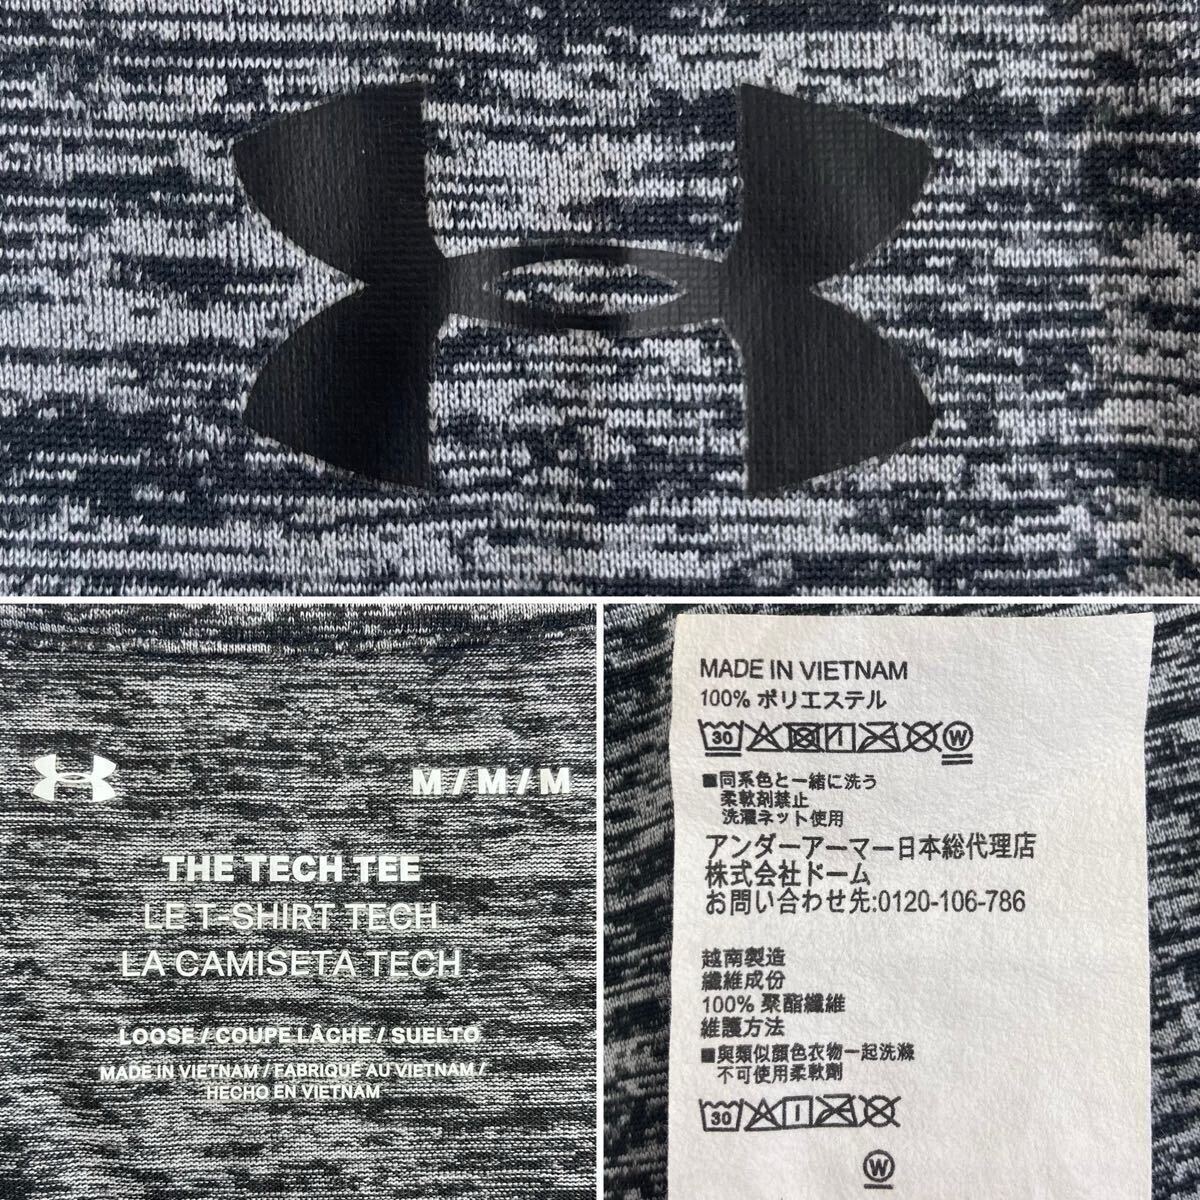 M / M / M
THE TECH TEE
LE T-SHIRT TECH
LA CAMISETA TECH
LOOSE / COUPE LÂCHE / SUELTO
MADE IN VIETNAM / FABRIQUÉ AU VIETNAM /
HECHO EN VIETNAM
MADE IN VIETNAM
100% ポリエステル
30 W
■同系色と一緒に洗う
柔軟剤禁止
洗濯ネット使用
アンダーアーマー日本総代理店
株式会社ドーム
お問い合わせ先:0120-106-786
越南製造
纖維成份
100% 聚酯纖維
維護方法
■與類似顏色衣物一起洗滌
不可使用柔軟劑
30
W